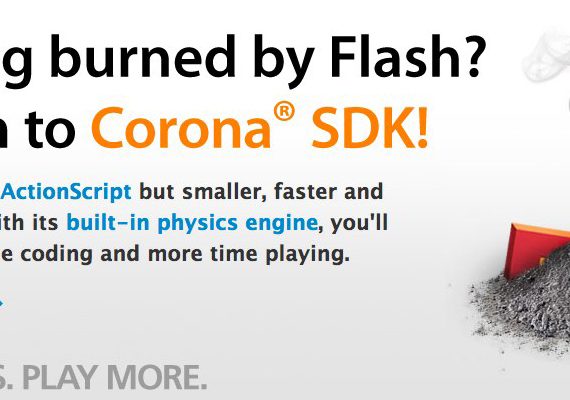 g burned by Flash?
to Corona® SDK!
ActionScript but smaller, faster and
ith its built-in physics engine, you'll
e coding and more time playing.
S. PLAY MORE.